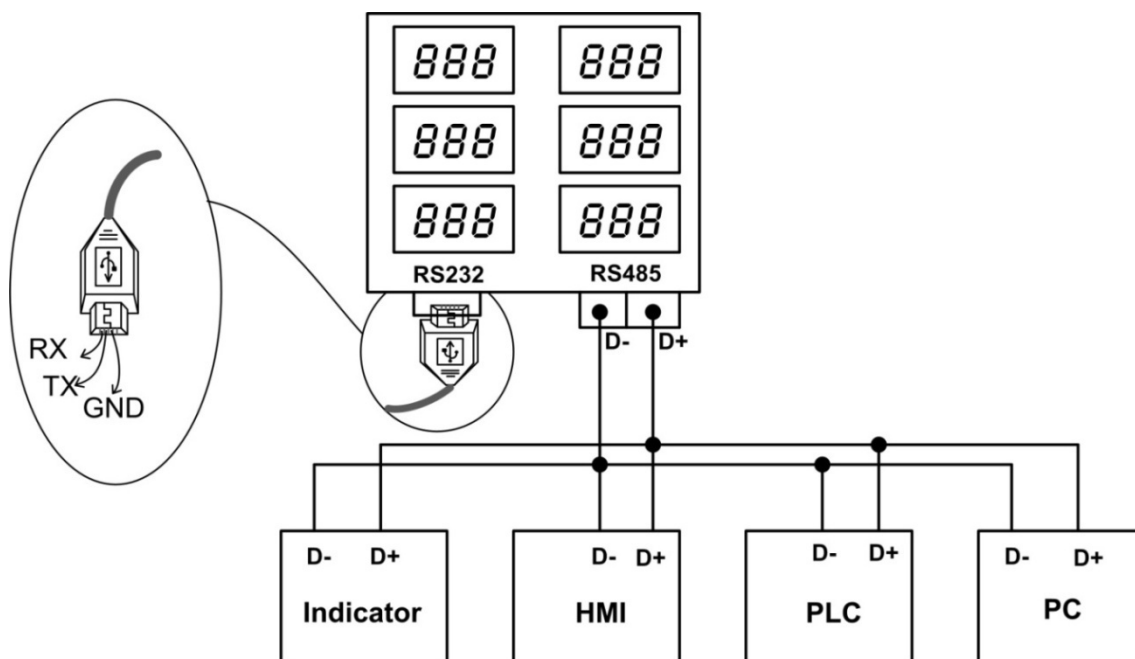 888 888
888 888
888 888
RS232 RS485
D- D+
RX
TX
GND
D- D+ D- D+ D- D+ D- D+
Indicator HMI PLC PC